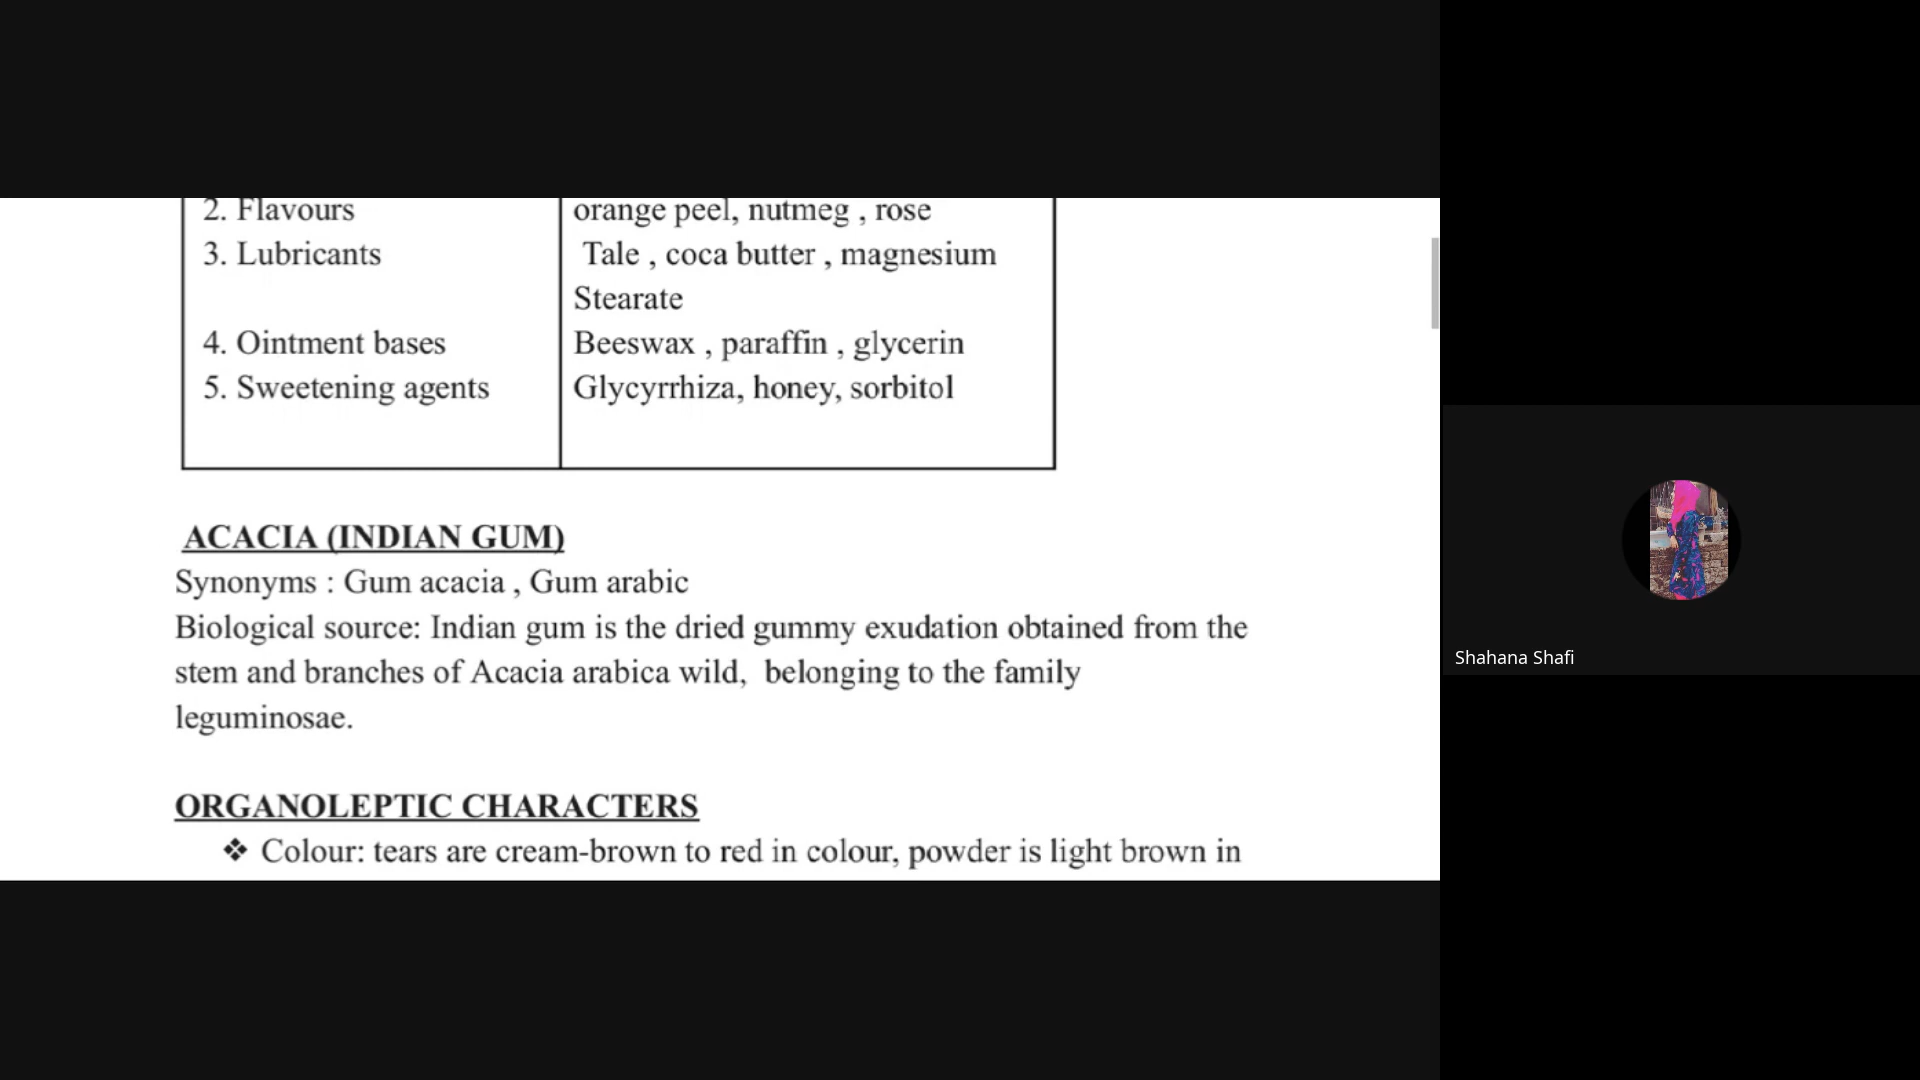 2. Flavours
orange peel, nutmeg , rose
3. Lubricants
Tale , coca butter , magnesium
Stearate
4. Ointment bases
Beeswax , paraffin , glycerin
5. Sweetening agents
Glycyrrhiza, honey, sorbitol
ACACIA (INDIAN GUM)
Synonyms : Gum acacia , Gum arabic
Biological source: Indian gum is the dried gummy exudation obtained from the
stem and branches of Acacia arabica wild, belonging to the family
leguminosae.
ORGANOLEPTIC CHARACTERS
❖ Colour: tears are cream-brown to red in colour, powder is light brown in
Shahana Shafi